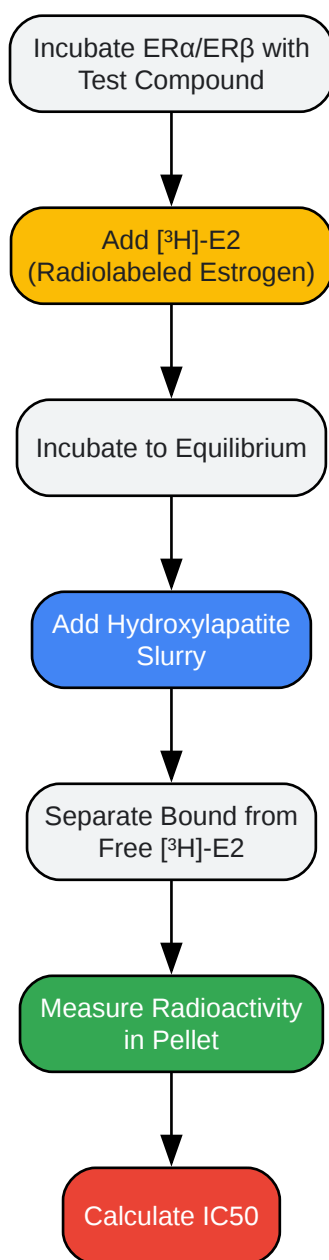 Incubate ERα/ERβ with
Test Compound
Add [³H]-E2
(Radiolabeled Estrogen)
Incubate to Equilibrium
Add Hydroxylapatite
Slurry
Separate Bound from
Free [³H]-E2
Measure Radioactivity
in Pellet
Calculate IC50